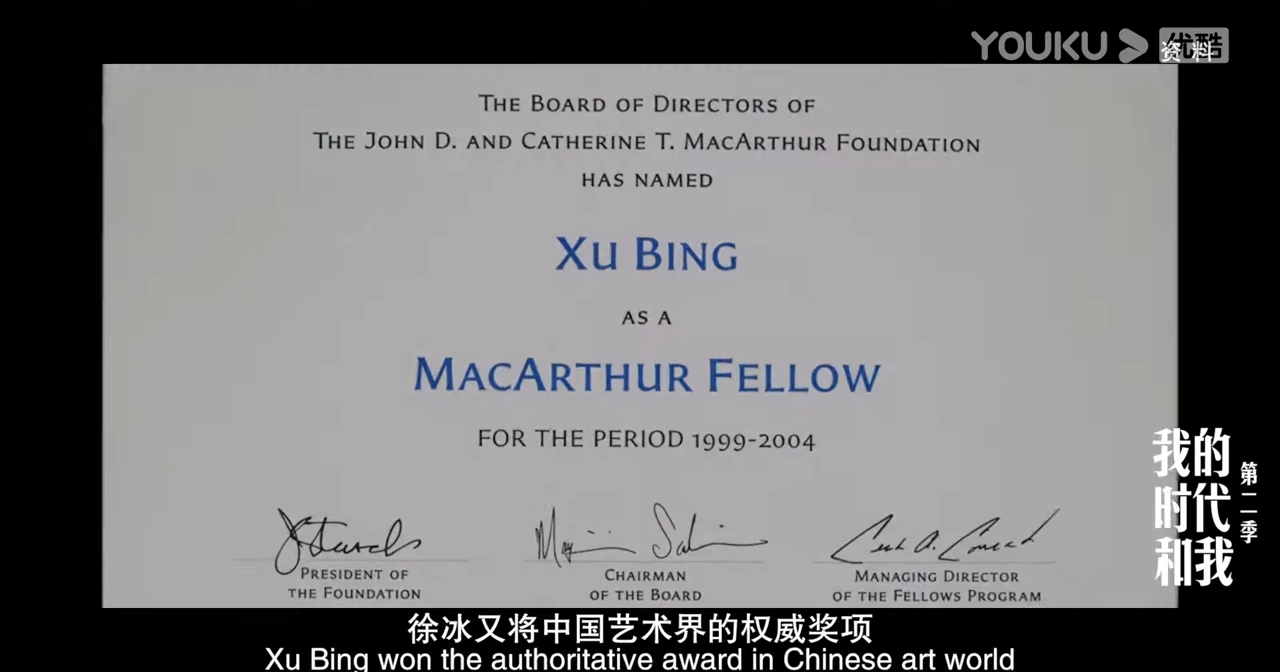 YOUKU 优酷
资料
THE BOARD OF DIRECTORS OF
THE JOHN D. AND CATHERINE T. MACARTHUR FOUNDATION
HAS NAMED
XU BING
AS A
MACARTHUR FELLOW
FOR THE PERIOD 1999-2004
PRESIDENT OF
THE FOUNDATION
CHAIRMAN
OF THE BOARD
MANAGING DIRECTOR
OF THE FELLOWS PROGRAM
我的
时代
和我
第二季
徐冰又将中国艺术界的权威奖项
Xu Bing won the authoritative award in Chinese art world